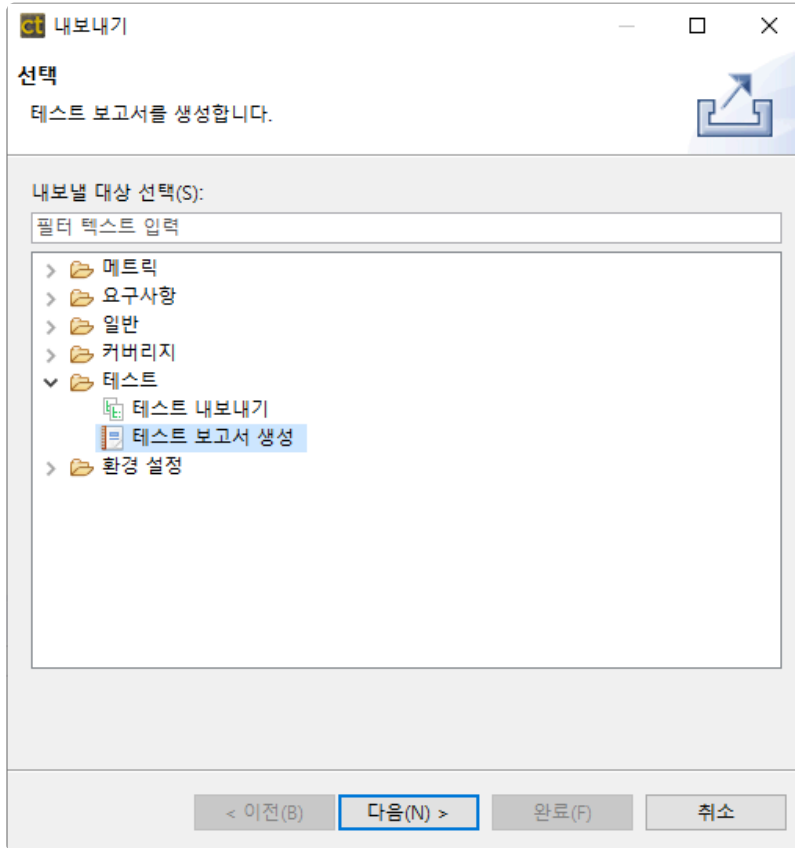 ct 내보내기
선택
테스트 보고서를 생성합니다.
내보낼 대상 선택(S):
필터 텍스트 입력
메트릭
요구사항
일반
커버리지
테스트
테스트 내보내기
테스트 보고서 생성
환경 설정
< 이전(B) 다음(N) > 완료(F) 취소